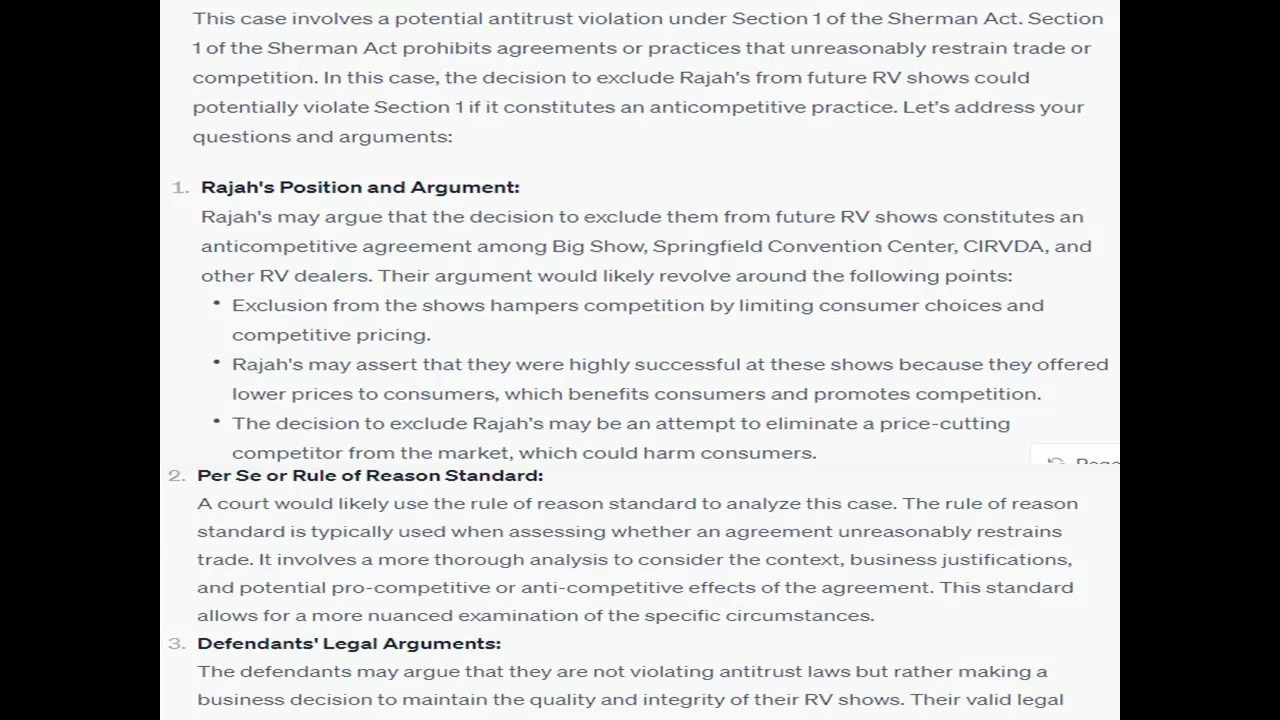 This case involves a potential antitrust violation under Section 1 of the Sherman Act. Section
1 of the Sherman Act prohibits agreements or practices that unreasonably restrain trade or
competition. In this case, the decision to exclude Rajah's from future RV shows could
potentially violate Section 1 if it constitutes an anticompetitive practice. Let's address your
questions and arguments:
1. Rajah's Position and Argument:
Rajah's may argue that the decision to exclude them from future RV shows constitutes an
anticompetitive agreement among Big Show, Springfield Convention Center, CIRVDA, and
other RV dealers. Their argument would likely revolve around the following points:
• Exclusion from the shows hampers competition by limiting consumer choices and
competitive pricing.
• Rajah's may assert that they were highly successful at these shows because they offered
lower prices to consumers, which benefits consumers and promotes competition.
• The decision to exclude Rajah's may be an attempt to eliminate a price-cutting
competitor from the market, which could harm consumers.
2. Per Se or Rule of Reason Standard:
A court would likely use the rule of reason standard to analyze this case. The rule of reason
standard is typically used when assessing whether an agreement unreasonably restrains
trade. It involves a more thorough analysis to consider the context, business justifications,
and potential pro-competitive or anti-competitive effects of the agreement. This standard
allows for a more nuanced examination of the specific circumstances.
3. Defendants' Legal Arguments:
The defendants may argue that they are not violating antitrust laws but rather making a
business decision to maintain the quality and integrity of their RV shows. Their valid legal